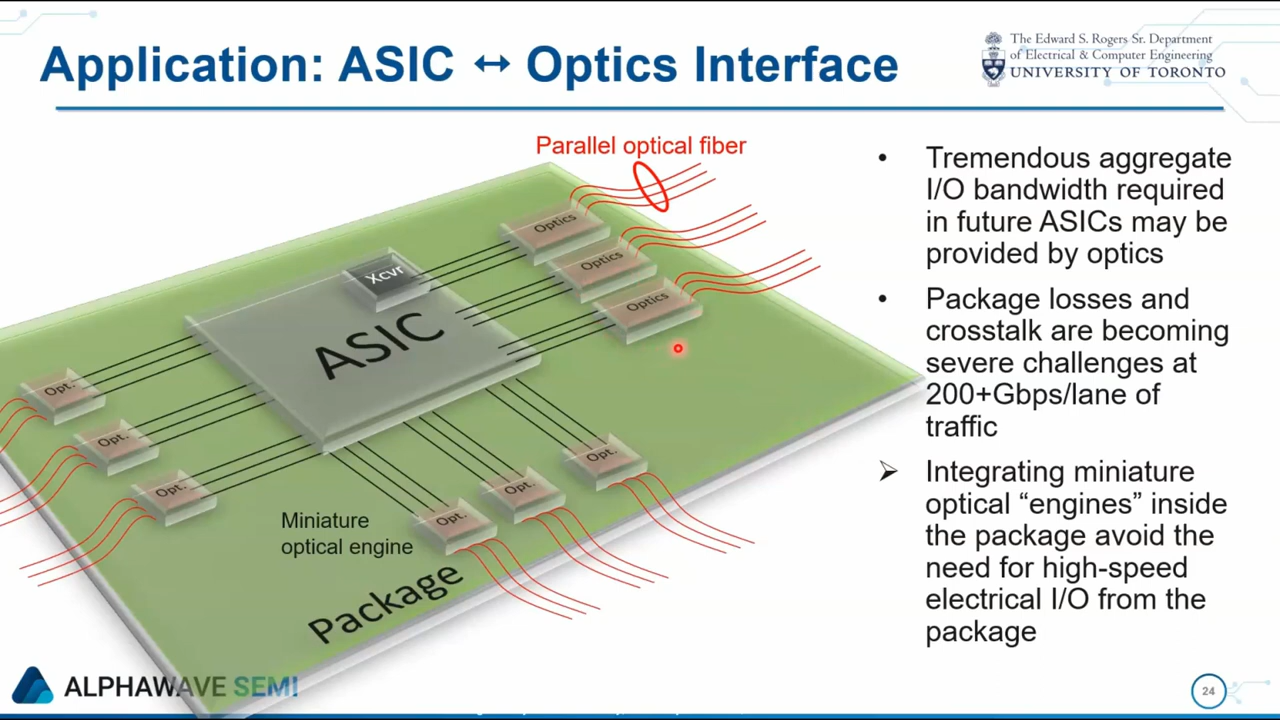 Application: ASIC ↔ Optics Interface
The Edward S. Rogers Sr. Department
of Electrical & Computer Engineering
UNIVERSITY OF TORONTO
Parallel optical fiber
Optics
Optics
Optics
Xcvr
ASIC
Opt.
Opt.
Opt.
Opt.
Opt.
Opt.
Miniature
optical engine
Package
• Tremendous aggregate
I/O bandwidth required
in future ASICs may be
provided by optics
• Package losses and
crosstalk are becoming
severe challenges at
200+Gbps/lane of
traffic
➢ Integrating miniature
optical “engines” inside
the package avoid the
need for high-speed
electrical I/O from the
package
ALPHAWAVE SEMI
24